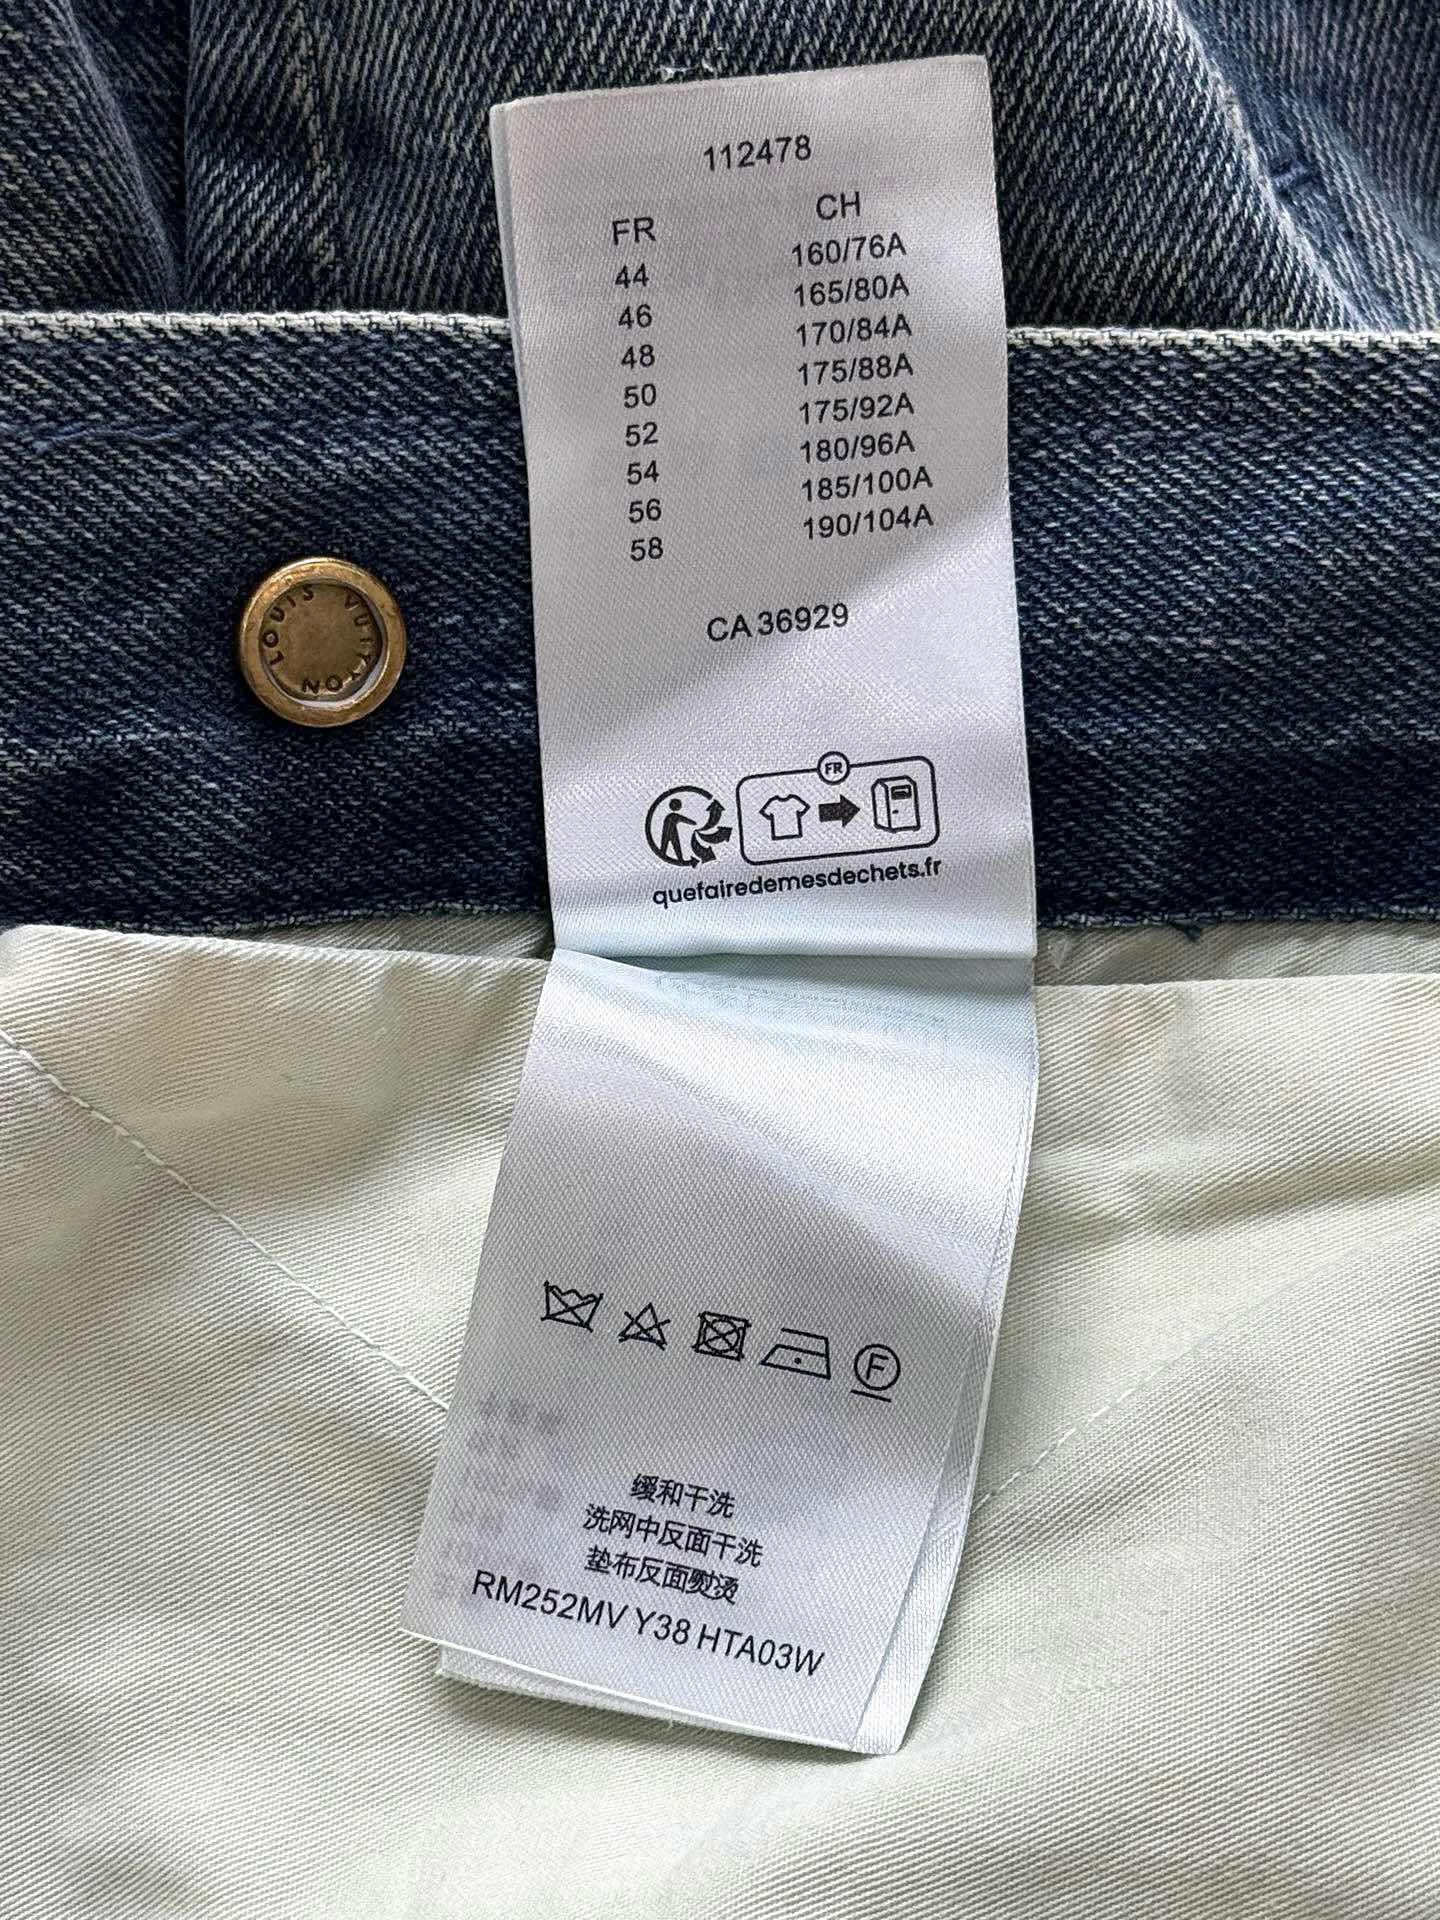 112478
FR CH
44 160/76A
46 165/80A
48 170/84A
50 175/88A
52 175/92A
54 180/96A
56 185/100A
58 190/104A
CA 36929
LOUIS VUITTON
FR
quefairedemesdechets.fr
F
缓和干洗
洗网中反面干洗
垫布反面熨烫
RM252MV Y38 HTA03W